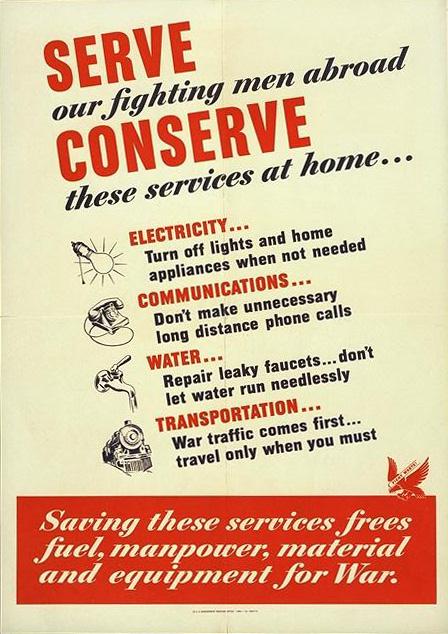 SERVE
our fighting men abroad
CONSERVE
these services at home...
ELECTRICITY...
Turn off lights and home
appliances when not needed
COMMUNICATIONS...
Don't make unnecessary
long distance phone calls
WATER...
Repair leaky faucets...don't
let water run needlessly
TRANSPORTATION...
War traffic comes first...
travel only when you must
Saving these services frees
fuel, manpower, material
and equipment for War.